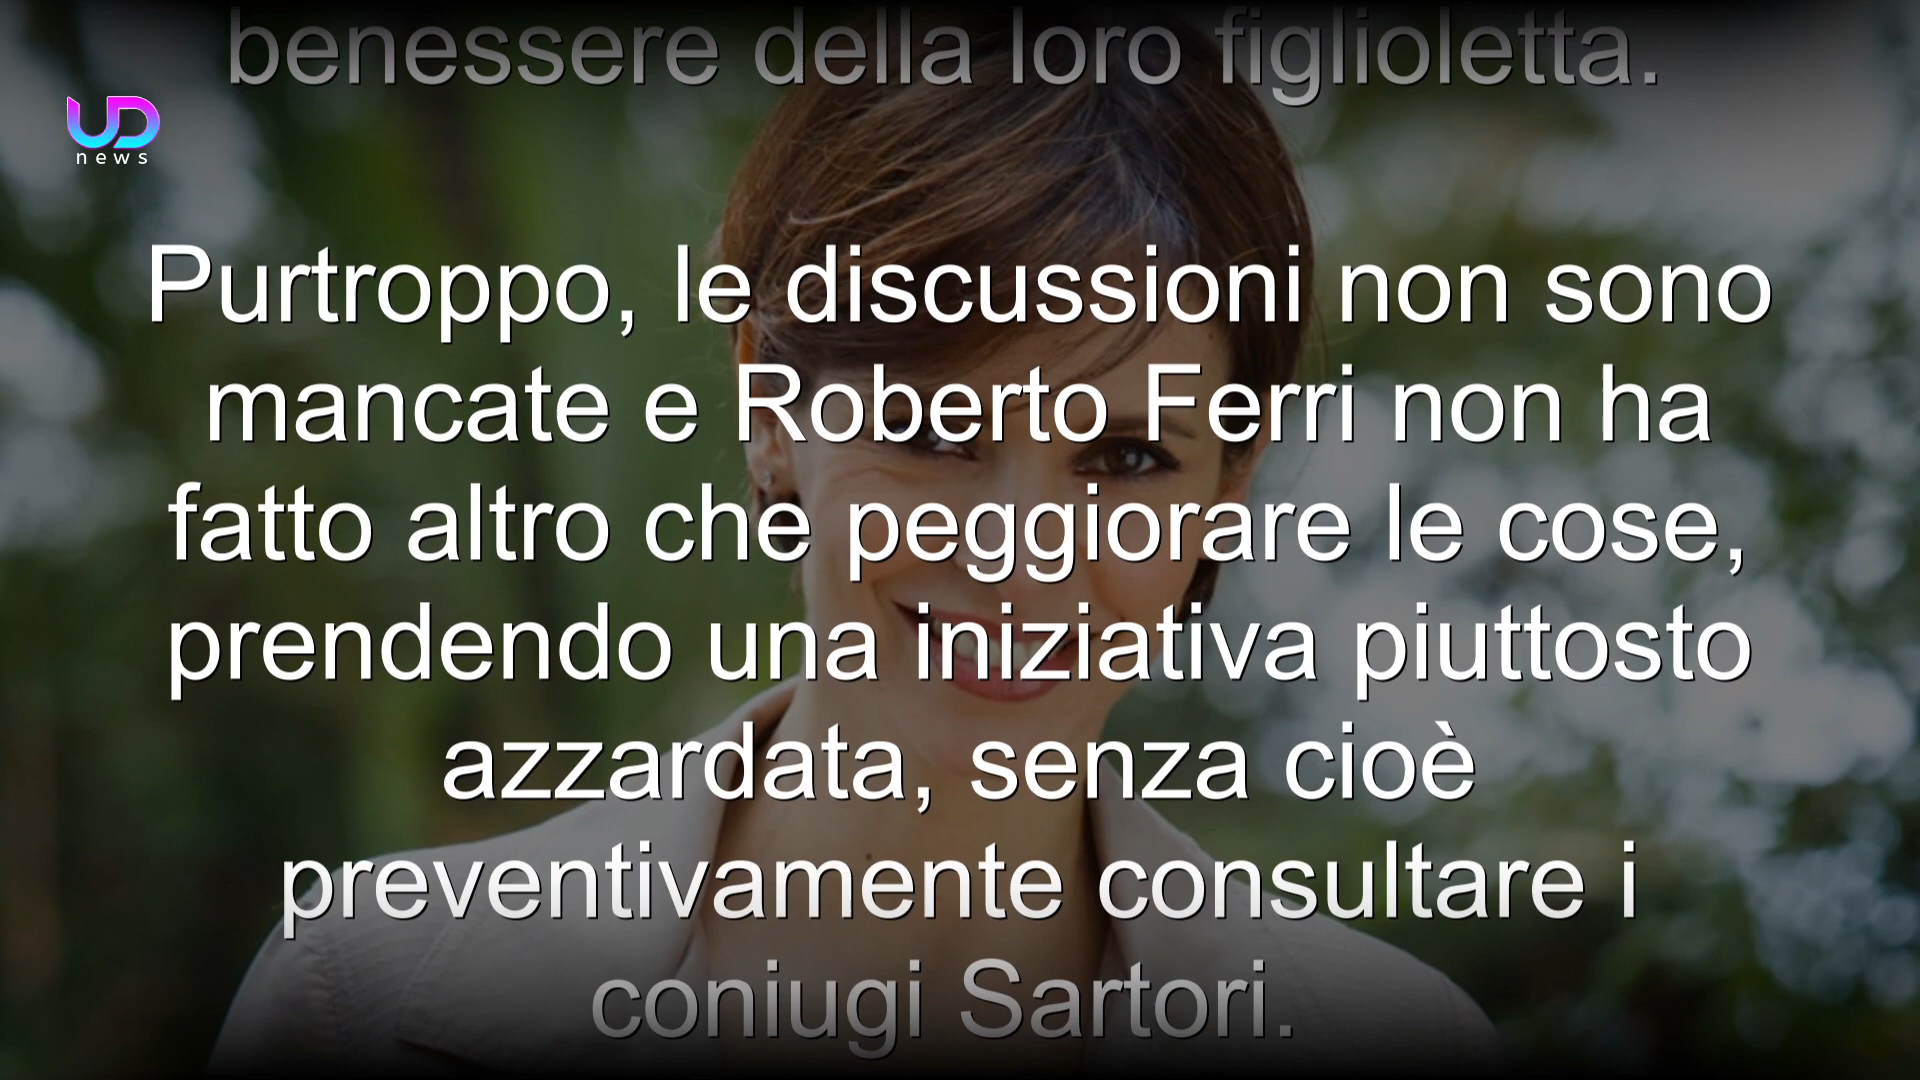 benessere della loro figlioletta.
UD
news
Purtroppo, le discussioni non sono
mancate e Roberto Ferri non ha
fatto altro che peggiorare le cose,
prendendo una iniziativa piuttosto
azzardata, senza cioè
preventivamente consultare i
coniugi Sartori.